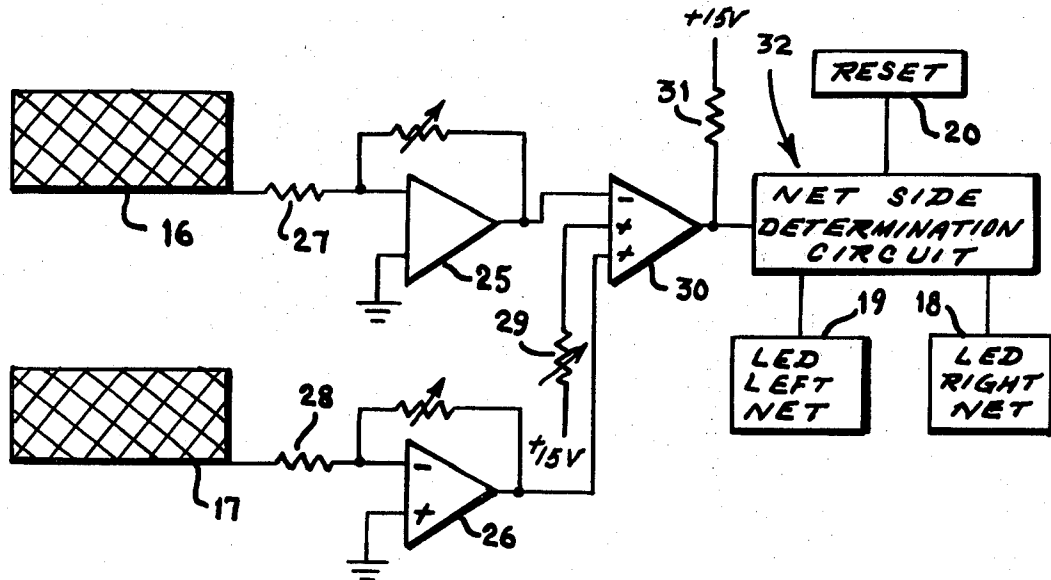 +15V
32
RESET
20
31
16
27
25
-
+
+
30
NET SIDE
DETERMINATION
CIRCUIT
29
+15V
19
18
LED
LEFT
NET
LED
RIGHT
NET
17
28
-
+
26